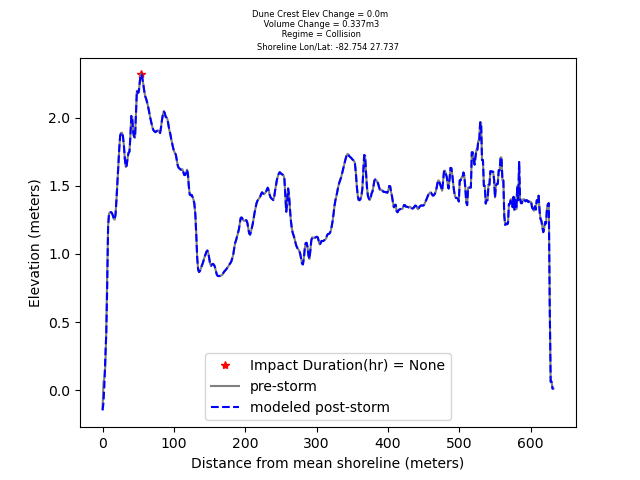 Dune Crest Elev Change = 0.0m
Volume Change = 0.337m3
Regime = Collision
Shoreline Lon/Lat: -82.754 27.737
2.0
1.5
1.0
0.5
0.0
Elevation (meters)
Impact Duration(hr) = None
pre-storm
modeled post-storm
0 100 200 300 400 500 600
Distance from mean shoreline (meters)